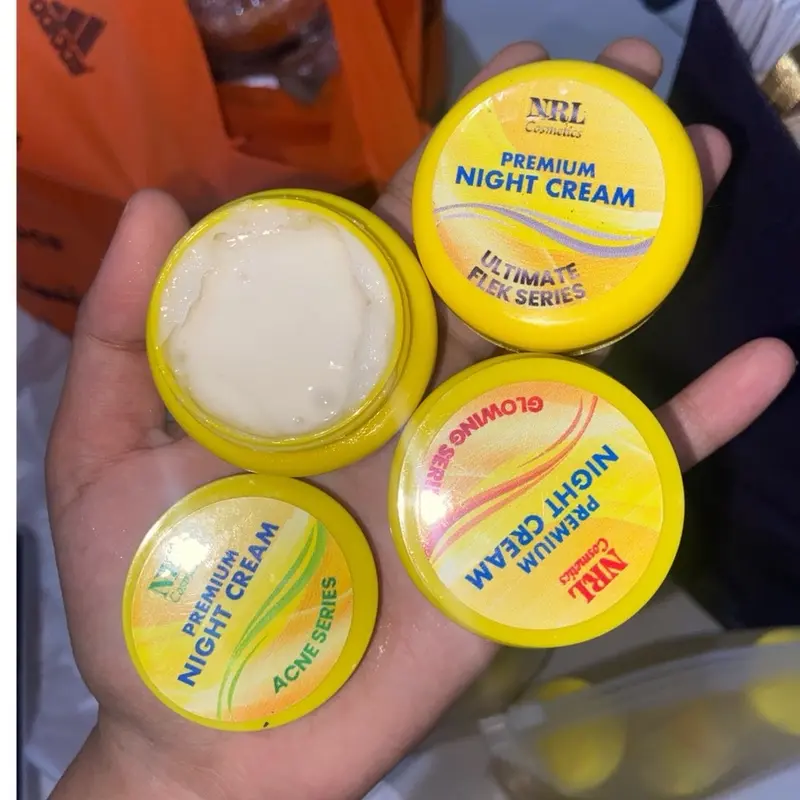 adidas
NRL
Cosmetics
PREMIUM
NIGHT CREAM
ULTIMATE
FLEK SERIES
GLOWING
NRL
Cosmetics
PREMIUM
NIGHT CREAM
PREMIUM
NIGHT CREAM
ACNE SERIES